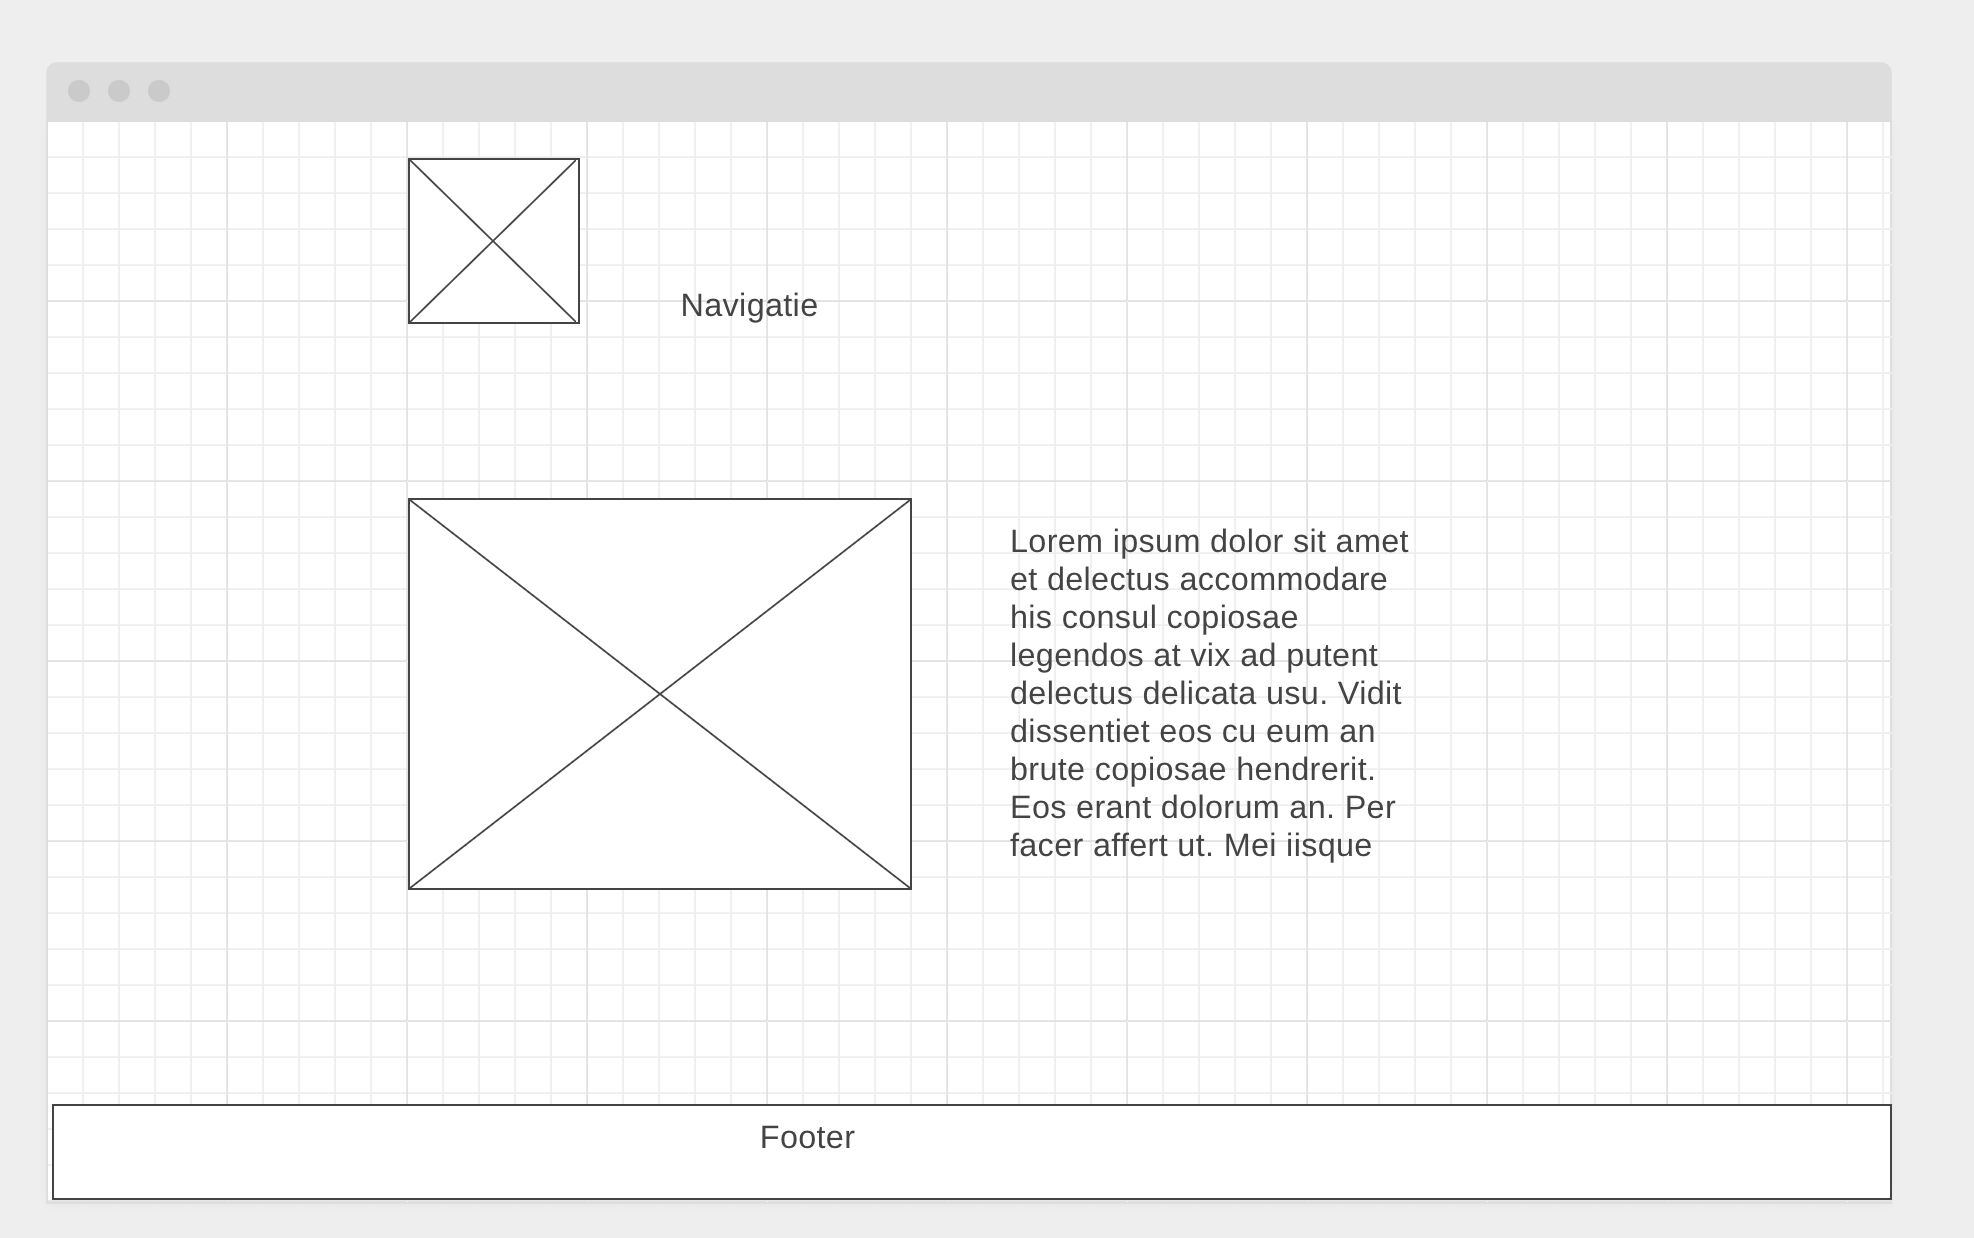 Navigatie
Lorem ipsum dolor sit amet
et delectus accommodare
his consul copiosae
legendos at vix ad putent
delectus delicata usu. Vidit
dissentiet eos cu eum an
brute copiosae hendrerit.
Eos erant dolorum an. Per
facer affert ut. Mei iisque
Footer